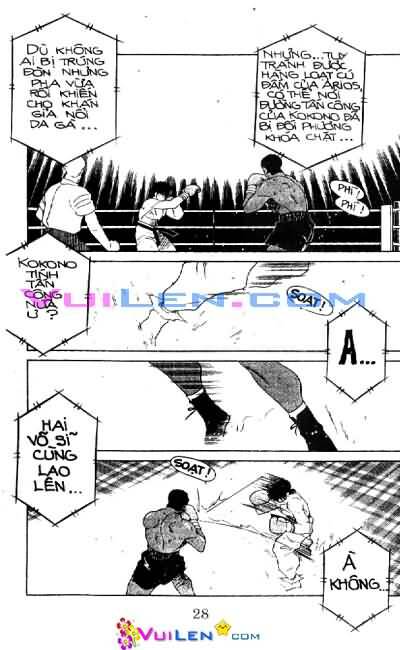 DÙ KHÔNG
AI BỊ TRÚNG
ĐÒN NHƯNG
PHA VỪA
RỒI KHIẾN
CHO KHÁN
GIẢ NỔI
DA GÀ...
NHƯNG...TUY
TRÁNH ĐƯỢC
HÀNG LOẠT CÚ
ĐẤM CỦA ARIOS,
CÓ THỂ NÓI
ĐƯỜNG TẤN CÔNG
CỦA KOKONO ĐÃ
BỊ ĐỐI PHƯƠNG
KHÓA CHẶT...
PHÌ!
PHÌ!
KOKONO
TÍNH
TẤN
CÔNG
NỮA
Ư?
SOẠT!
A...
VUILEN.COM
HAI
VÕ SĨ
CÙNG
LAO
LÊN...
SOẠT!
À
KHÔNG...
28
VUILEN
.COM